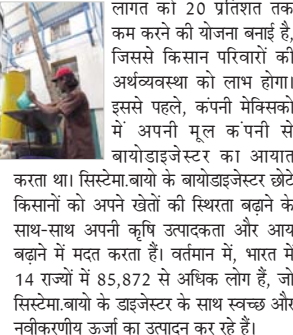 लागत को 20 प्रतिशत तक
कम करने की योजना बनाई है,
जिससे किसान परिवारों की
अर्थव्यवस्था को लाभ होगा।
इससे पहले, कंपनी मेक्सिको
में अपनी मूल कंपनी से
बायोडाइजेस्टर का आयात
करता था। सिस्टेमा.बायो के बायोडाइजेस्टर छोटे
किसानों को अपने खेतों की स्थिरता बढ़ाने के
साथ-साथ अपनी कृषि उत्पादकता और आय
बढ़ाने में मदत करता हैं। वर्तमान में, भारत में
14 राज्यों में 85,872 से अधिक लोग हैं, जो
सिस्टेमा.बायो के डाइजेस्टर के साथ स्वच्छ और
नवीकरणीय ऊर्जा का उत्पादन कर रहे हैं।